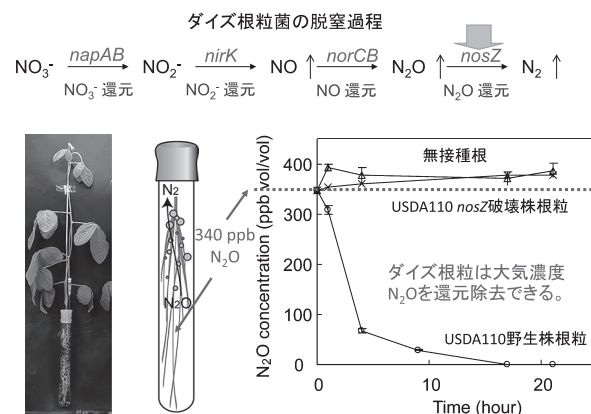 ダイズ根粒菌の脱窒過程
napAB nirK norCB nosZ
NO₃⁻ NO₂⁻ NO ↑ N₂O ↑ N₂ ↑
NO₃⁻ 還元 NO₂⁻ 還元 NO 還元 N₂O 還元
N₂
N₂O
340 ppb
N₂O
N₂O concentration (ppb vol/vol)
400
300
200
100
0
無接種根
USDA110 nosZ破壊株根粒
ダイズ根粒は大気濃度
N₂Oを還元除去できる。
USDA110野生株根粒
0 10 20
Time (hour)